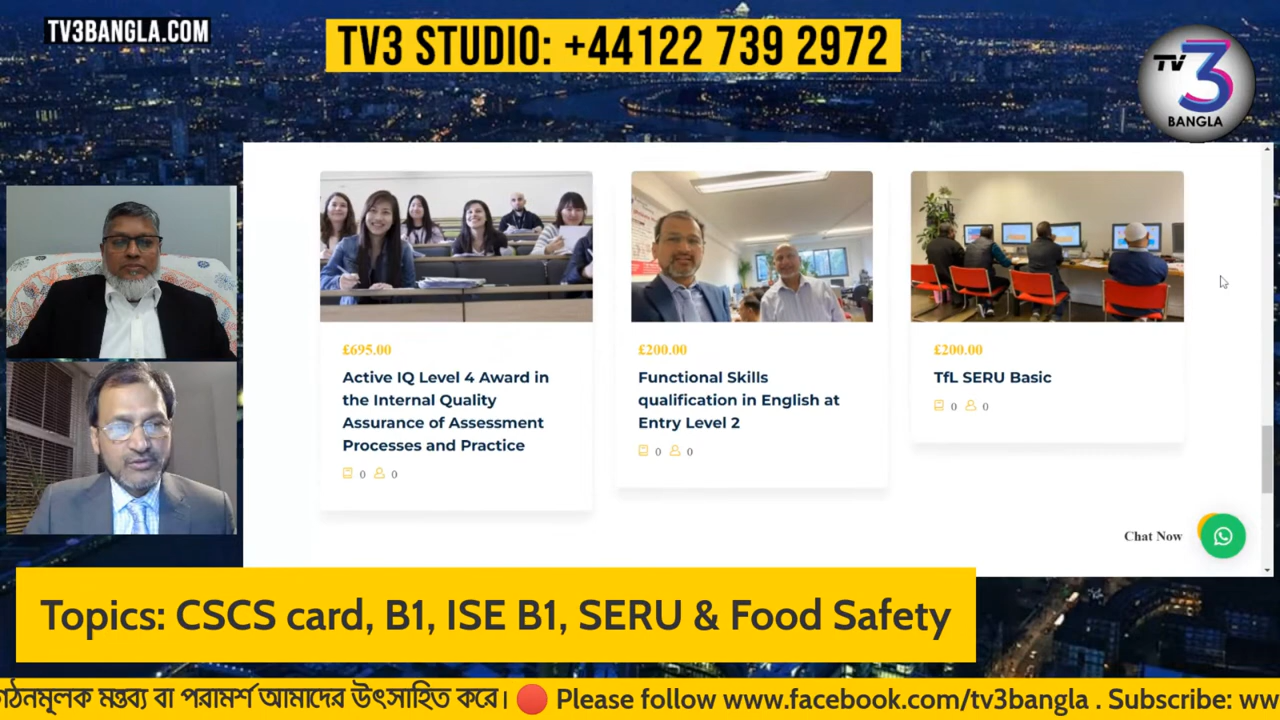 TV3BANGLA.COM
TV3 STUDIO: +44122 739 2972
TV3
BANGLA
£695.00
Active IQ Level 4 Award in
the Internal Quality
Assurance of Assessment
Processes and Practice
0 0
£200.00
Functional Skills
qualification in English at
Entry Level 2
0 0
£200.00
TfL SERU Basic
0 0
Chat Now
Topics: CSCS card, B1, ISE B1, SERU & Food Safety
গঠনমূলক মন্তব্য বা পরামর্শ আমাদের উৎসাহিত করে। 🔴 Please follow www.facebook.com/tv3bangla . Subscribe: ww